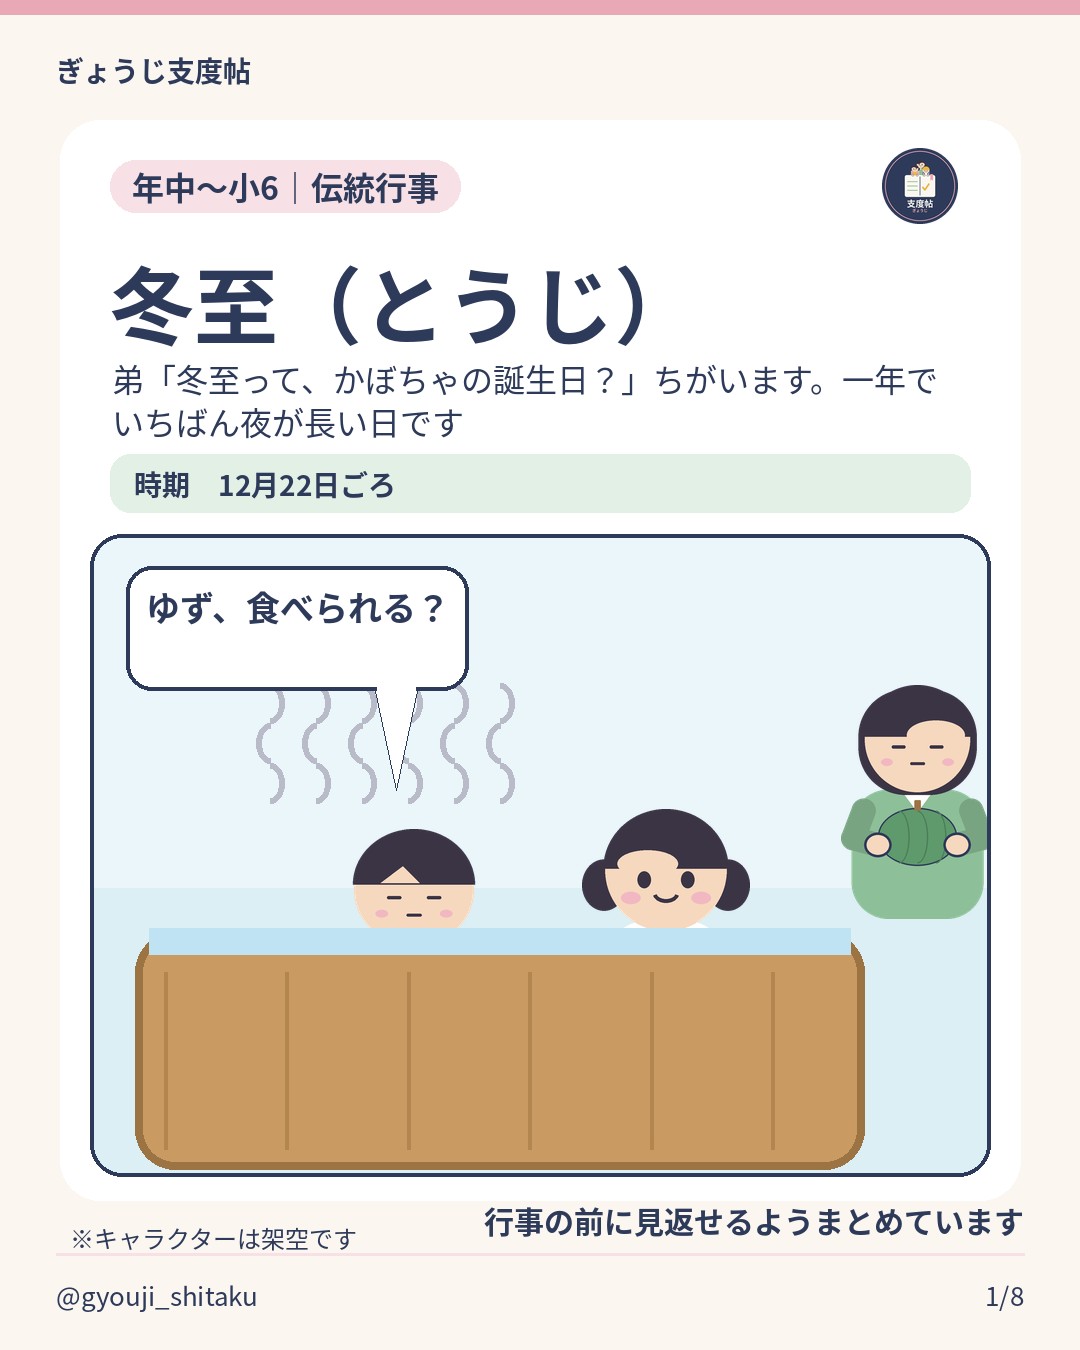 ぎょうじ支度帖
年中〜小6｜伝統行事
支度帖
ぎょうじ
冬至（とうじ）
弟「冬至って、かぼちゃの誕生日？」ちがいます。一年で
いちばん夜が長い日です
時期　12月22日ごろ
ゆず、食べられる？
行事の前に見返せるようまとめています
※キャラクターは架空です
@gyouji_shitaku
1/8